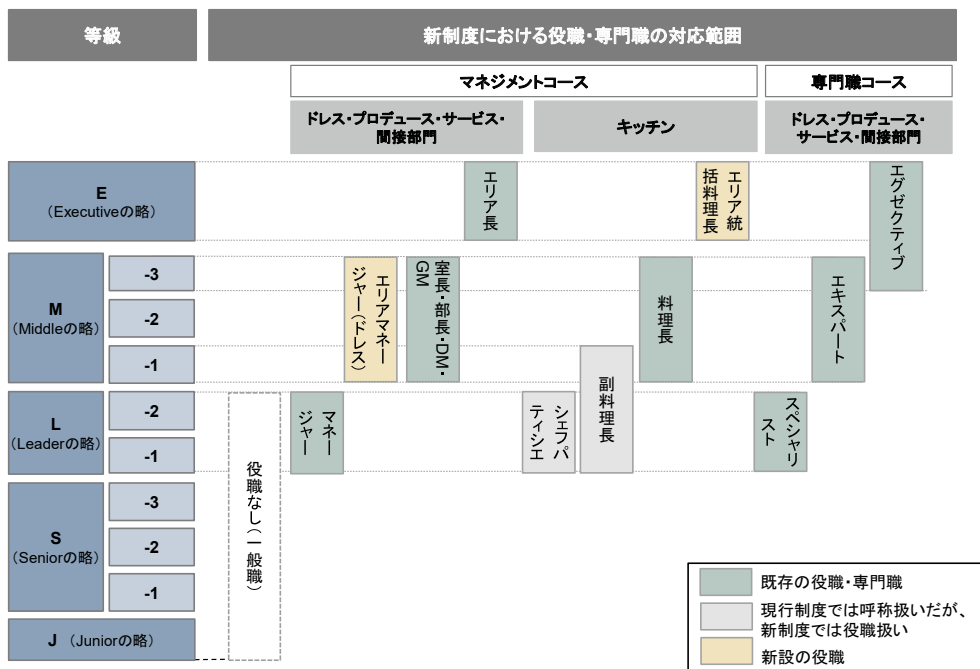 等級
新制度における役職・専門職の対応範囲
マネジメントコース
専門職コース
ドレス・プロデュース・サービス・
間接部門
キッチン
ドレス・プロデュース・
サービス・間接部門
E
(Executiveの略)
エリア長
エリア統
括料理長
エグゼクティブ
M
(Middleの略)
-3
-2
-1
エリアマネー
ジャー(ドレス)
室長・部長・DM・
GM
料理長
エキスパート
L
(Leaderの略)
-2
-1
役職なし(一般職)
マネー
ジャー
シェフパ
ティシエ
副料理長
スペシャリ
スト
S
(Seniorの略)
-3
-2
-1
J (Juniorの略)
既存の役職・専門職
現行制度では呼称扱いだが、
新制度では役職扱い
新設の役職